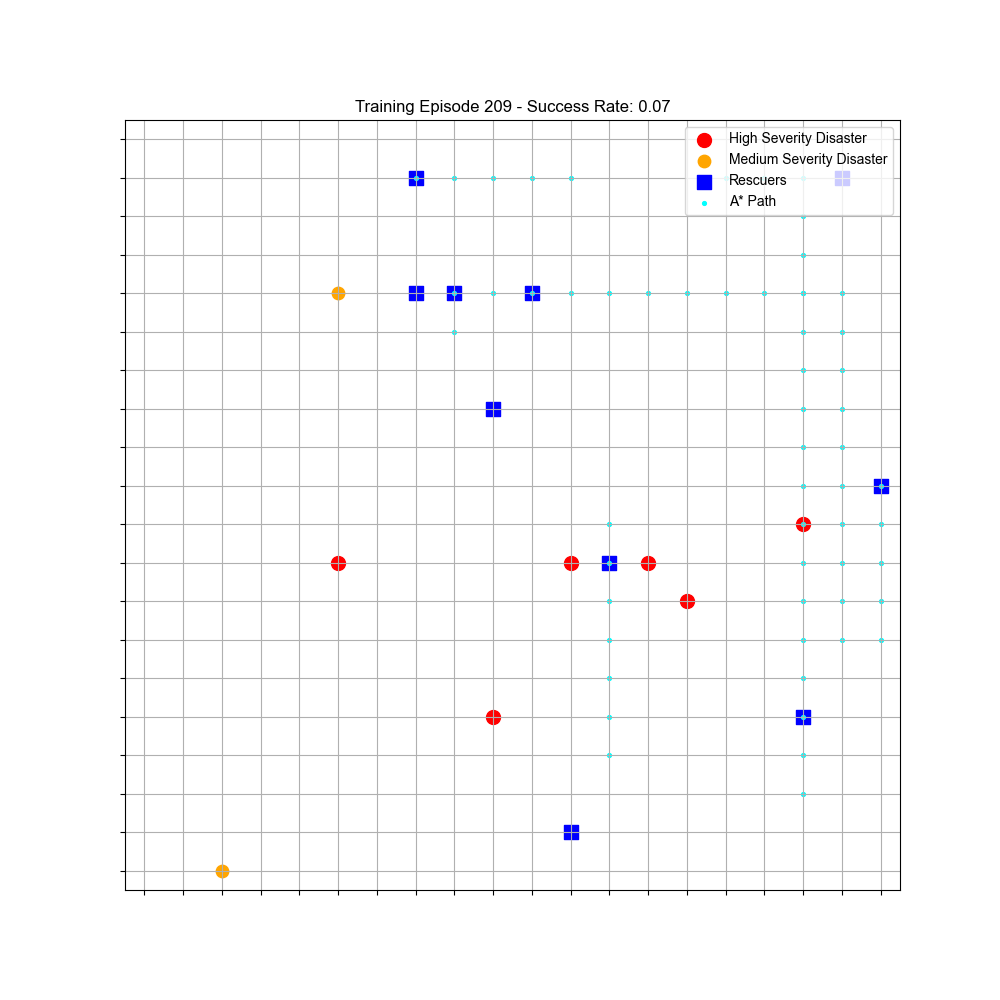 Training Episode 209 - Success Rate: 0.07
High Severity Disaster
Medium Severity Disaster
Rescuers
A* Path